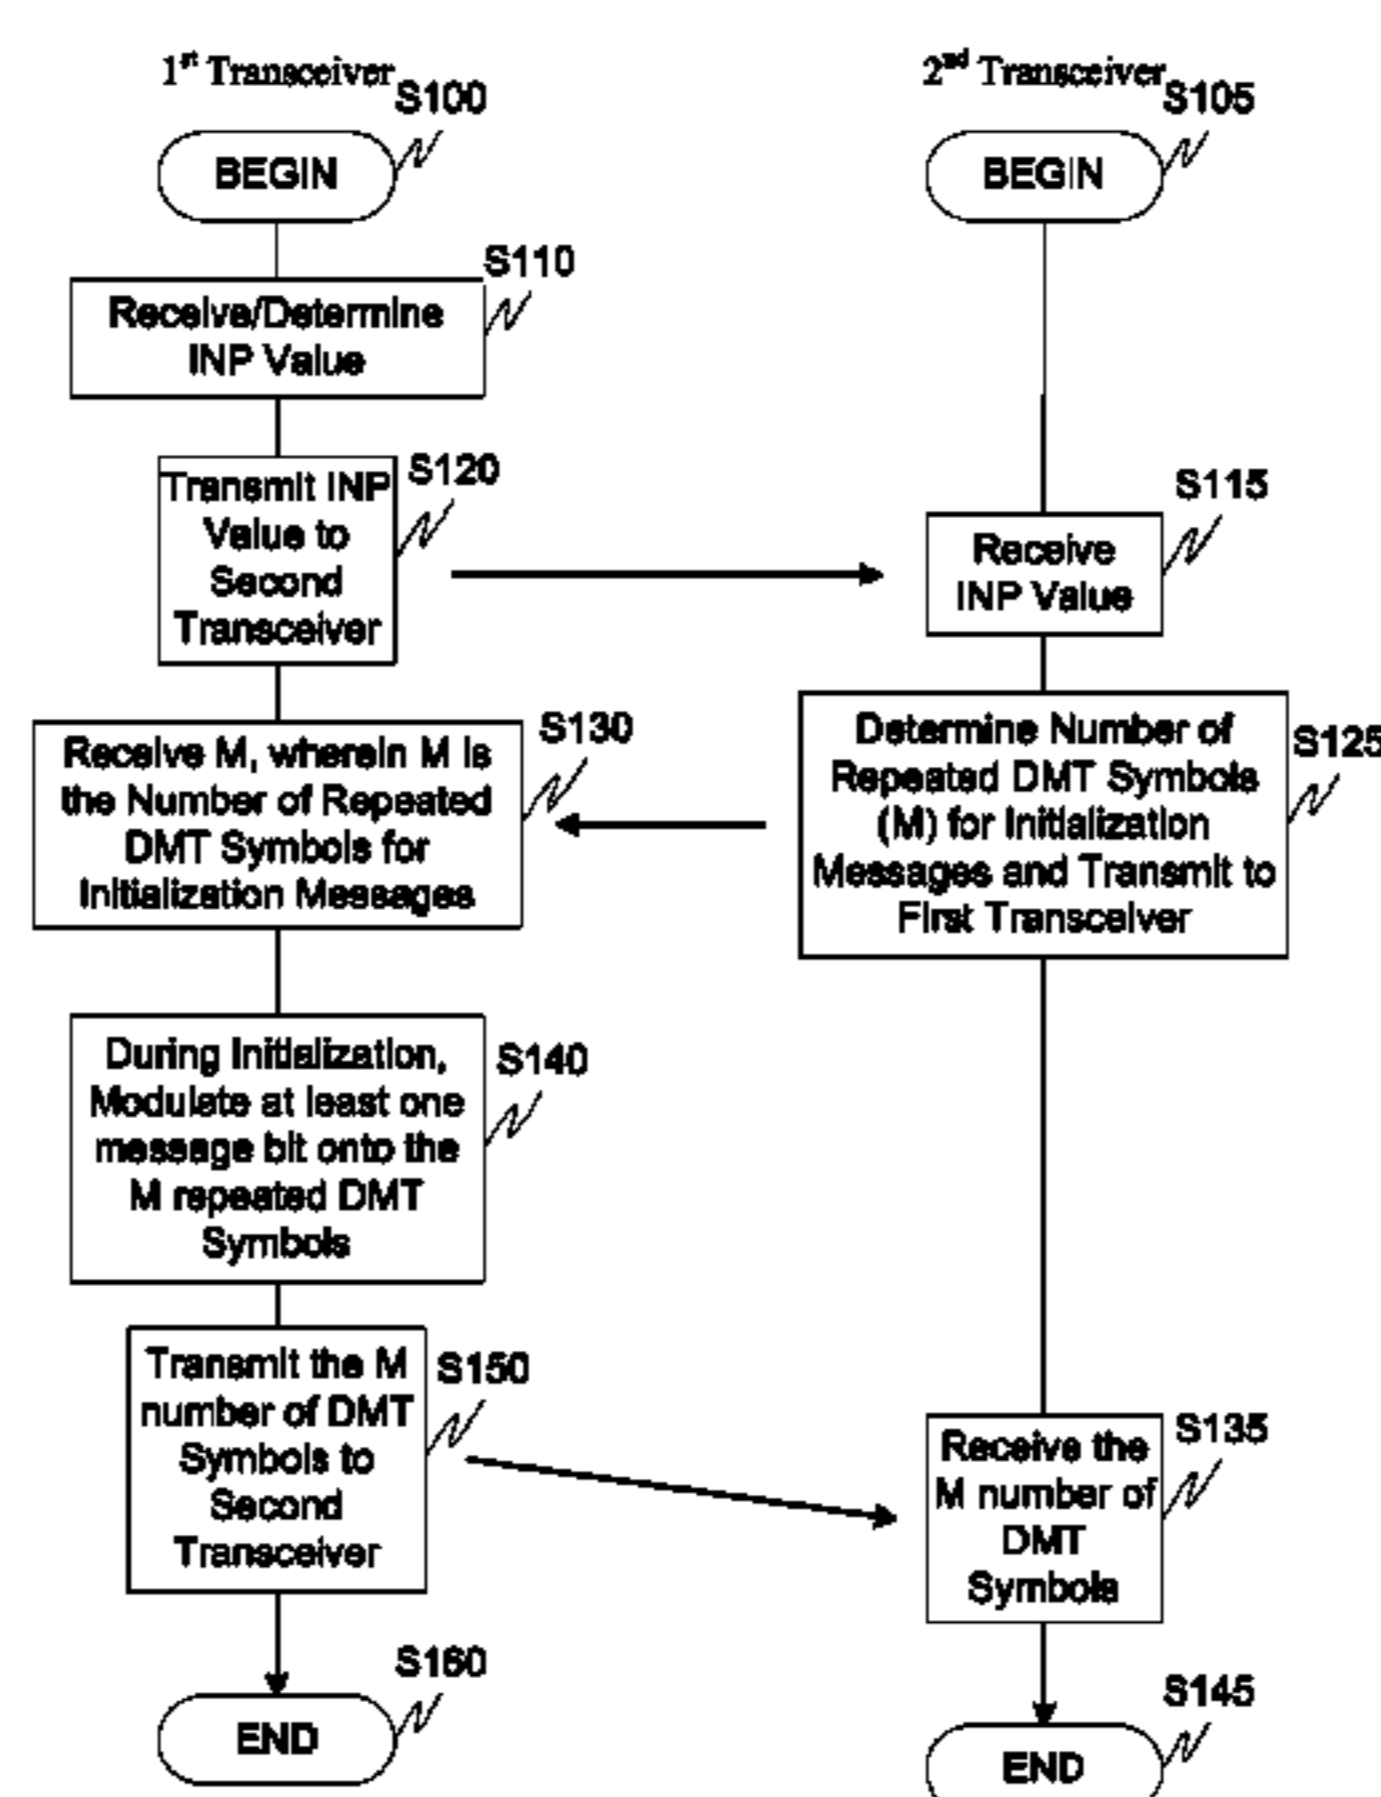 1st Transceiver
S100
BEGIN
S110
Receive/Determine
INP Value
S120
Transmit INP
Value to
Second
Transceiver
S130
Receive M, wherein M is
the Number of Repeated
DMT Symbols for
Initialization Messages
S140
During Initialization,
Modulate at least one
message bit onto the
M repeated DMT
Symbols
S150
Transmit the M
number of DMT
Symbols to
Second
Transceiver
S160
END
2nd Transceiver
S105
BEGIN
S115
Receive
INP Value
S125
Determine Number of
Repeated DMT Symbols
(M) for Initialization
Messages and Transmit to
First Transceiver
S135
Receive the
M number of
DMT
Symbols
S145
END